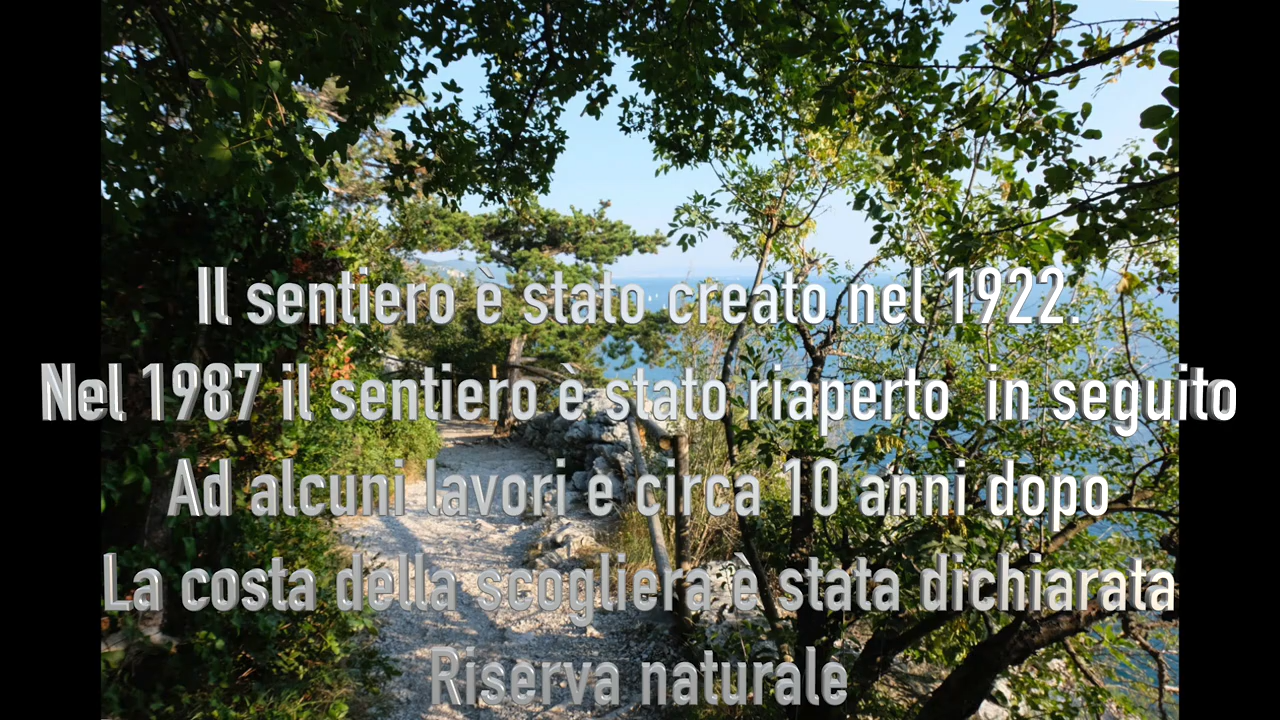 Il sentiero è stato creato nel 1922.
Nel 1987 il sentiero è stato riaperto  in seguito
Ad alcuni lavori e circa 10 anni dopo
La costa della scogliera è stata dichiarata
Riserva naturale